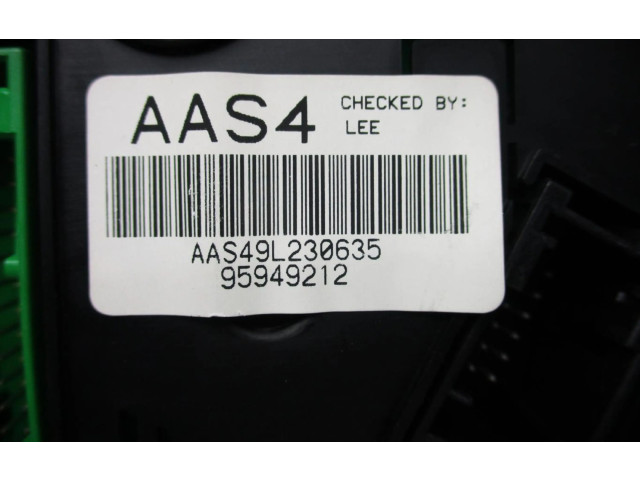 AAS4 CHECKED BY:
LEE
AAS49L230635
95949212